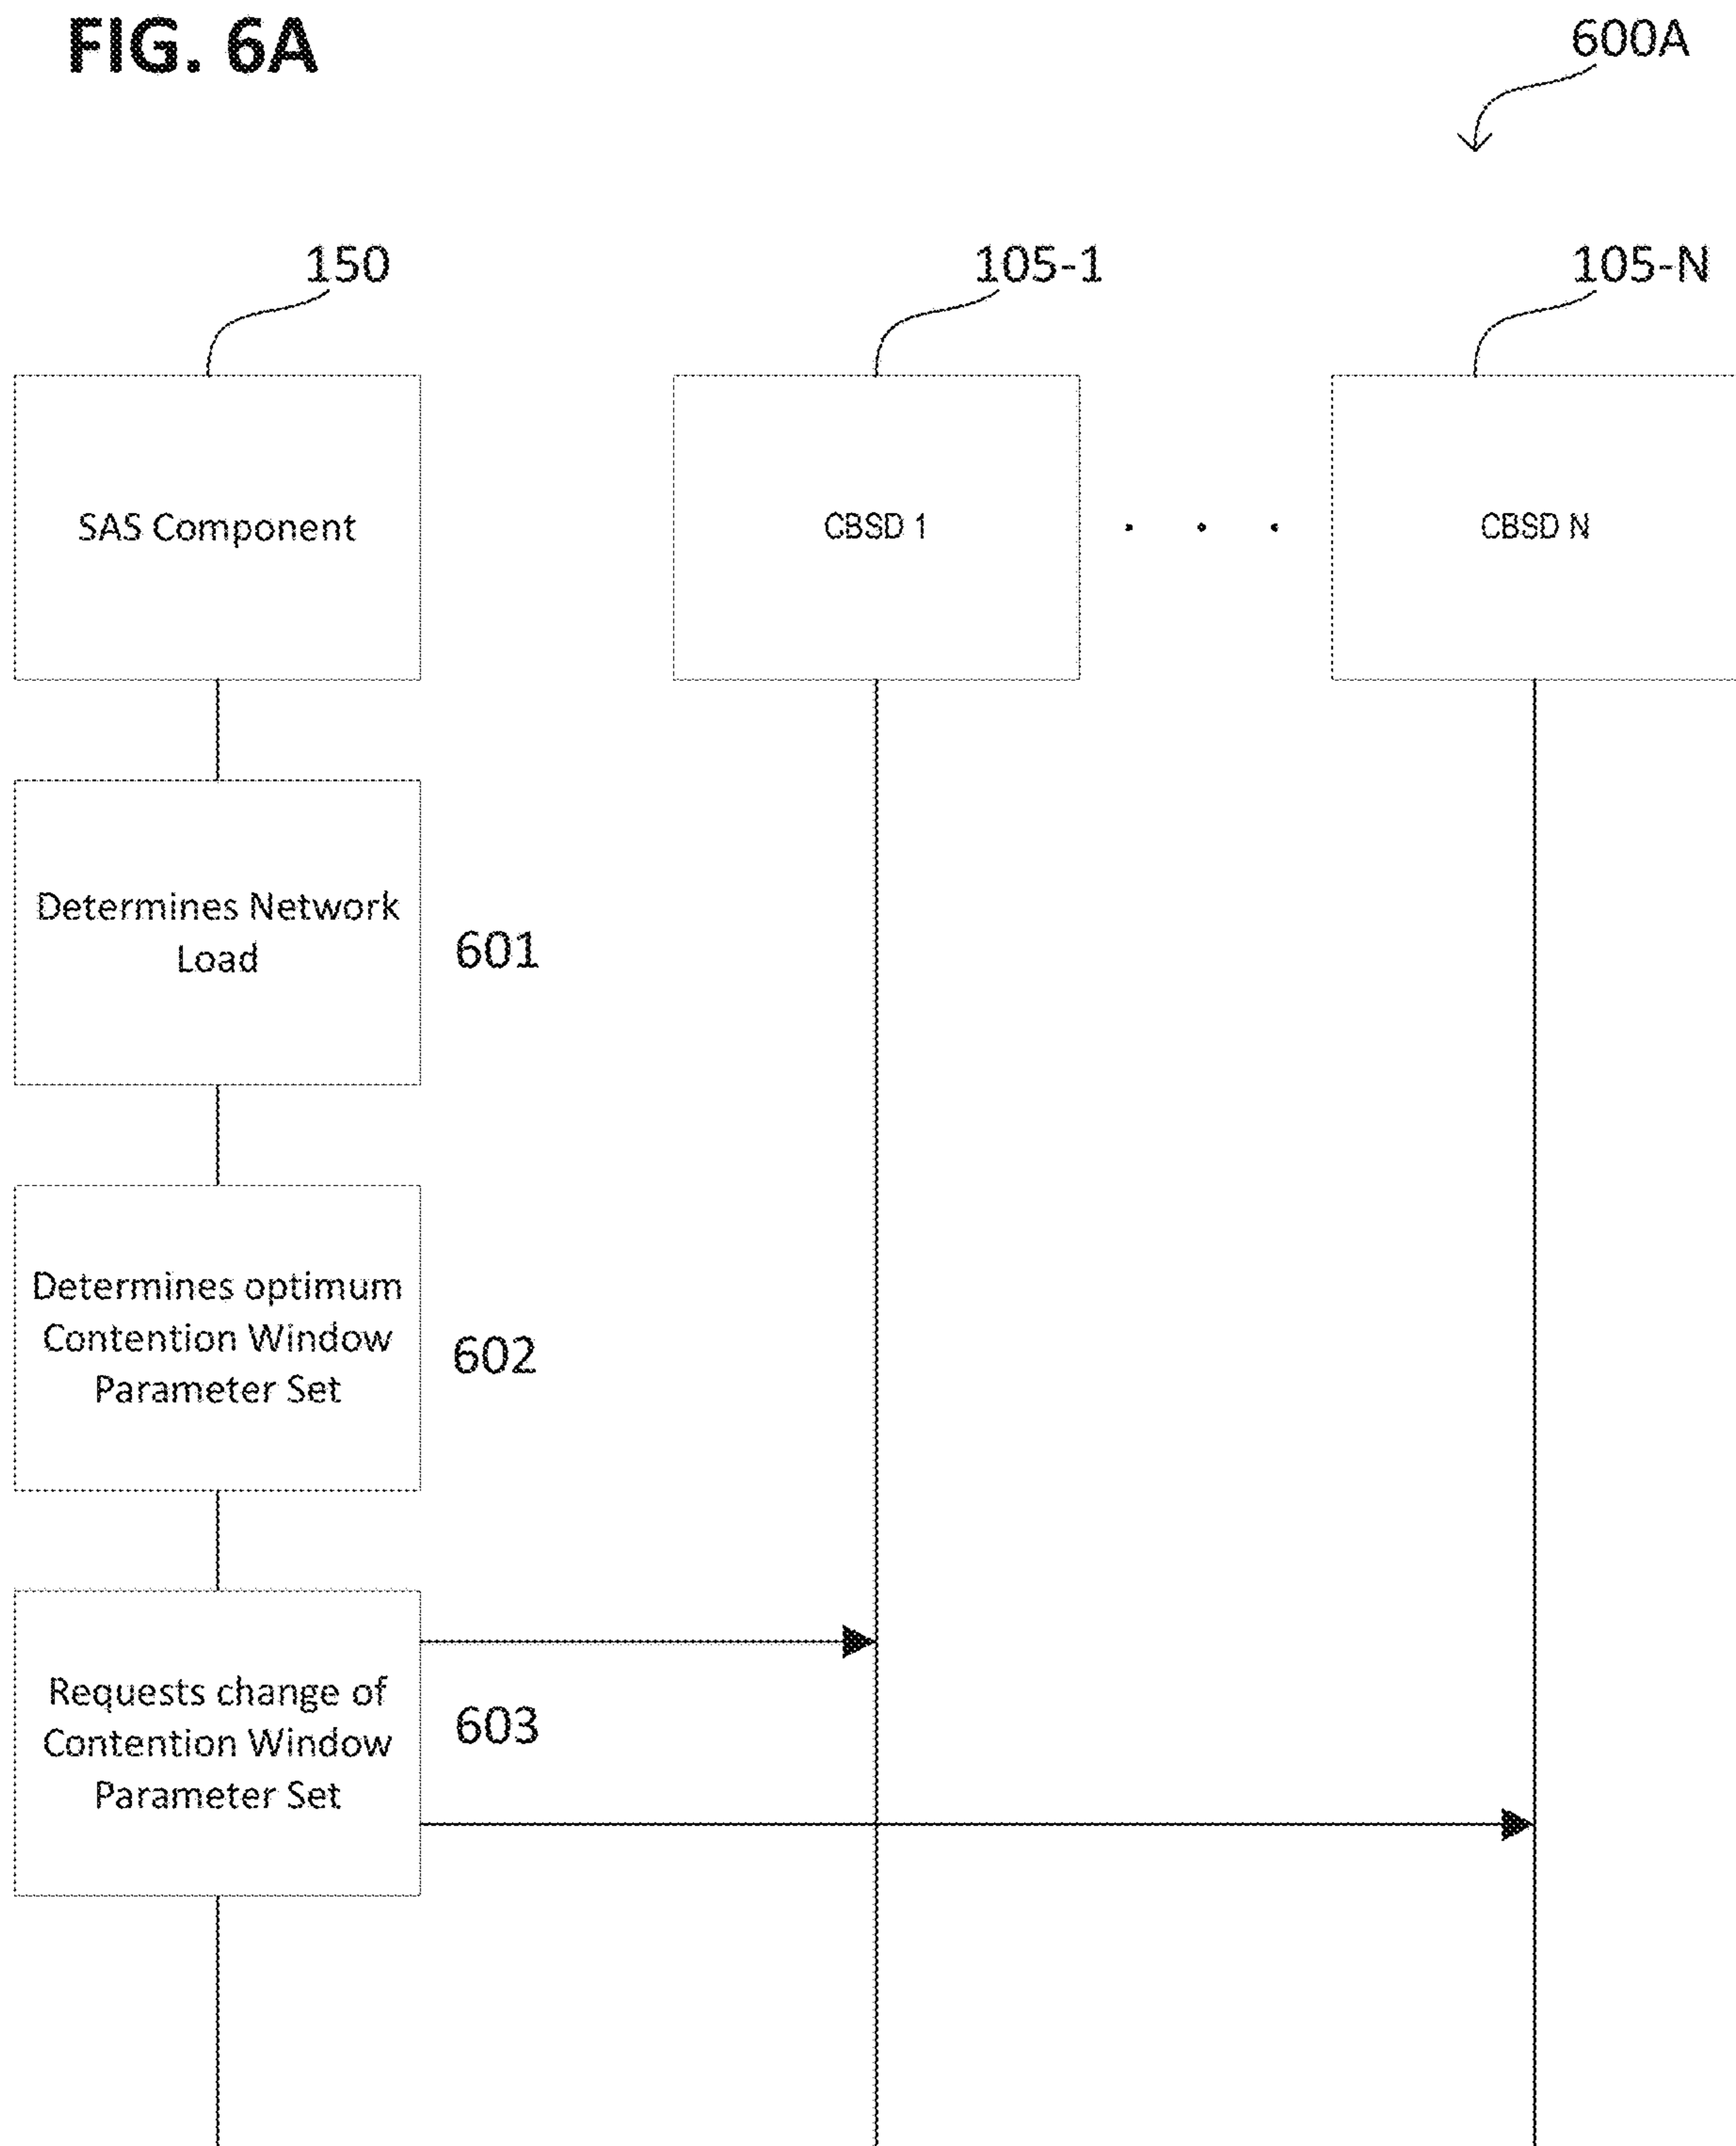 FIG. 6A
600A
150
105-1
105-N
SAS Component
CBSD 1
. . .
CBSD N
Determines Network
Load
601
Determines optimum
Contention Window
Parameter Set
602
Requests change of
Contention Window
Parameter Set
603